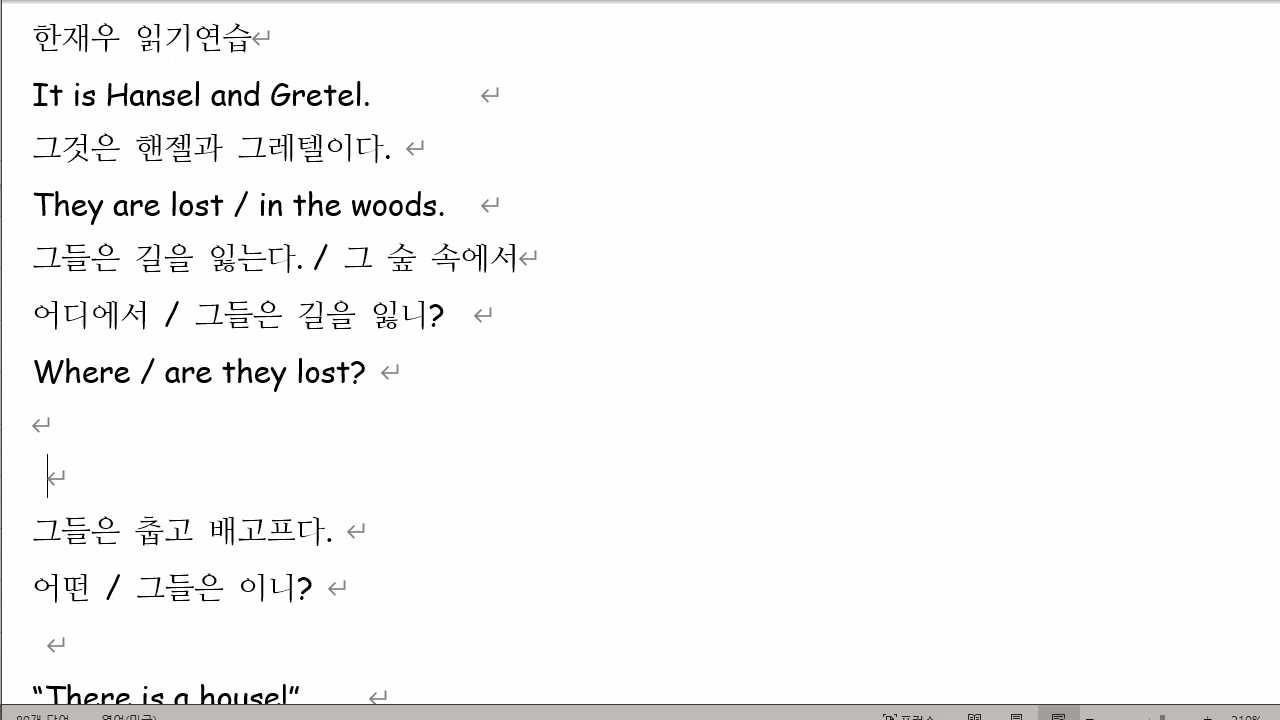 한재우 읽기연습
It is Hansel and Gretel.
그것은 핸젤과 그레텔이다.
They are lost / in the woods.
그들은 길을 잃는다. / 그 숲 속에서
어디에서 / 그들은 길을 잃니?
Where / are they lost?
그들은 춥고 배고프다.
어떤 / 그들은 이니?
“There is a house!”